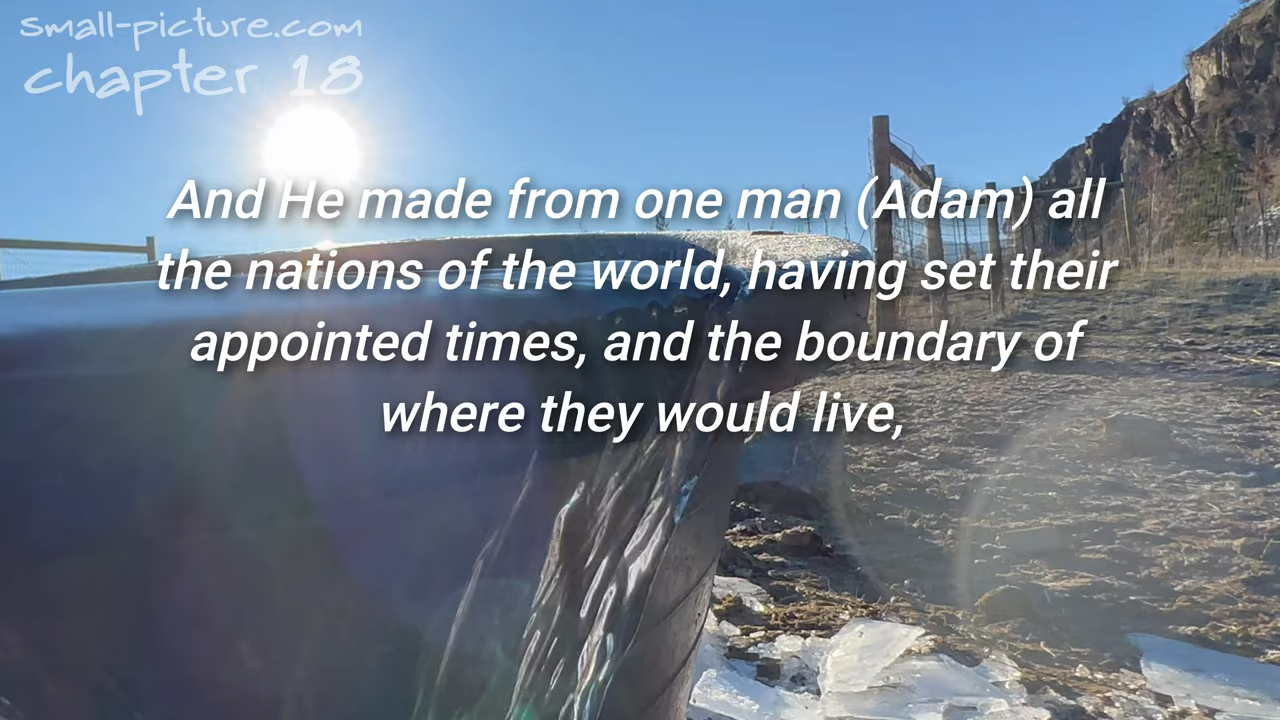 small-picture.com
chapter 18
And He made from one man (Adam) all
the nations of the world, having set their
appointed times, and the boundary of
where they would live,